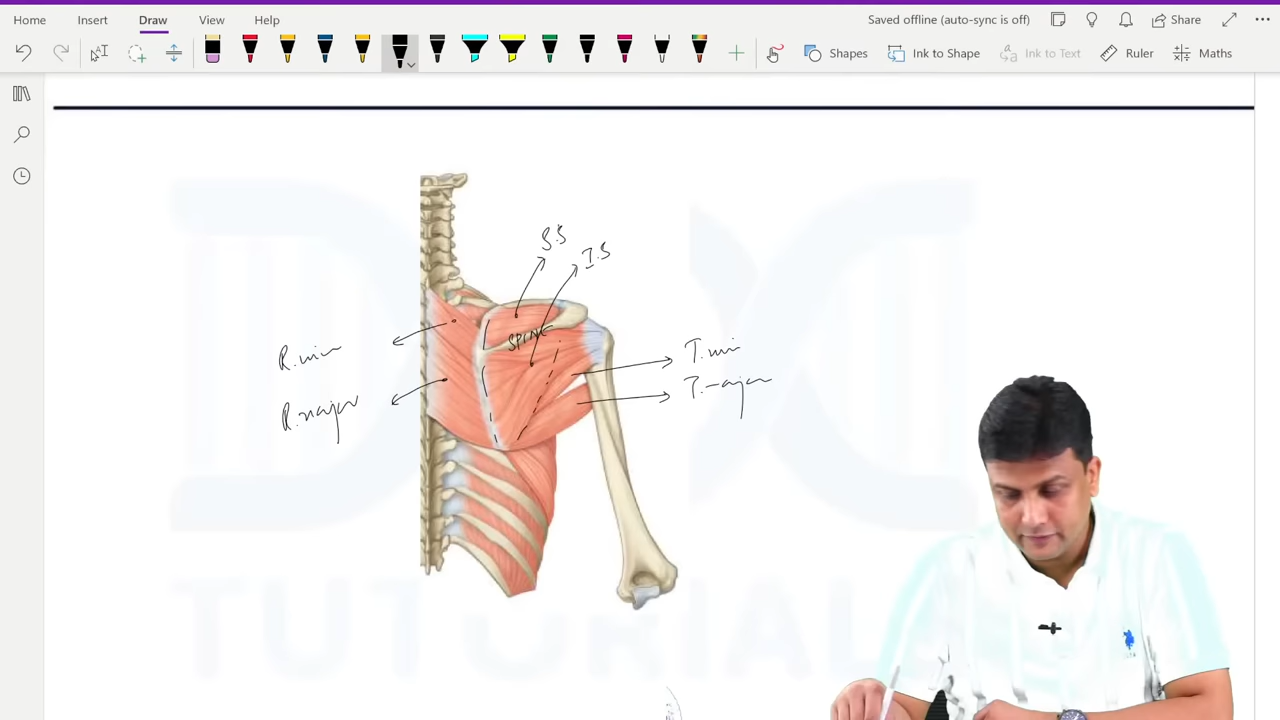 Home Insert Draw View Help Saved offline (auto-sync is off) Share
Shapes Ink to Shape Ink to Text Ruler Maths
S.S
I.S
SPINE
R.min
T.min
T.major
R.major
TUTORIALS